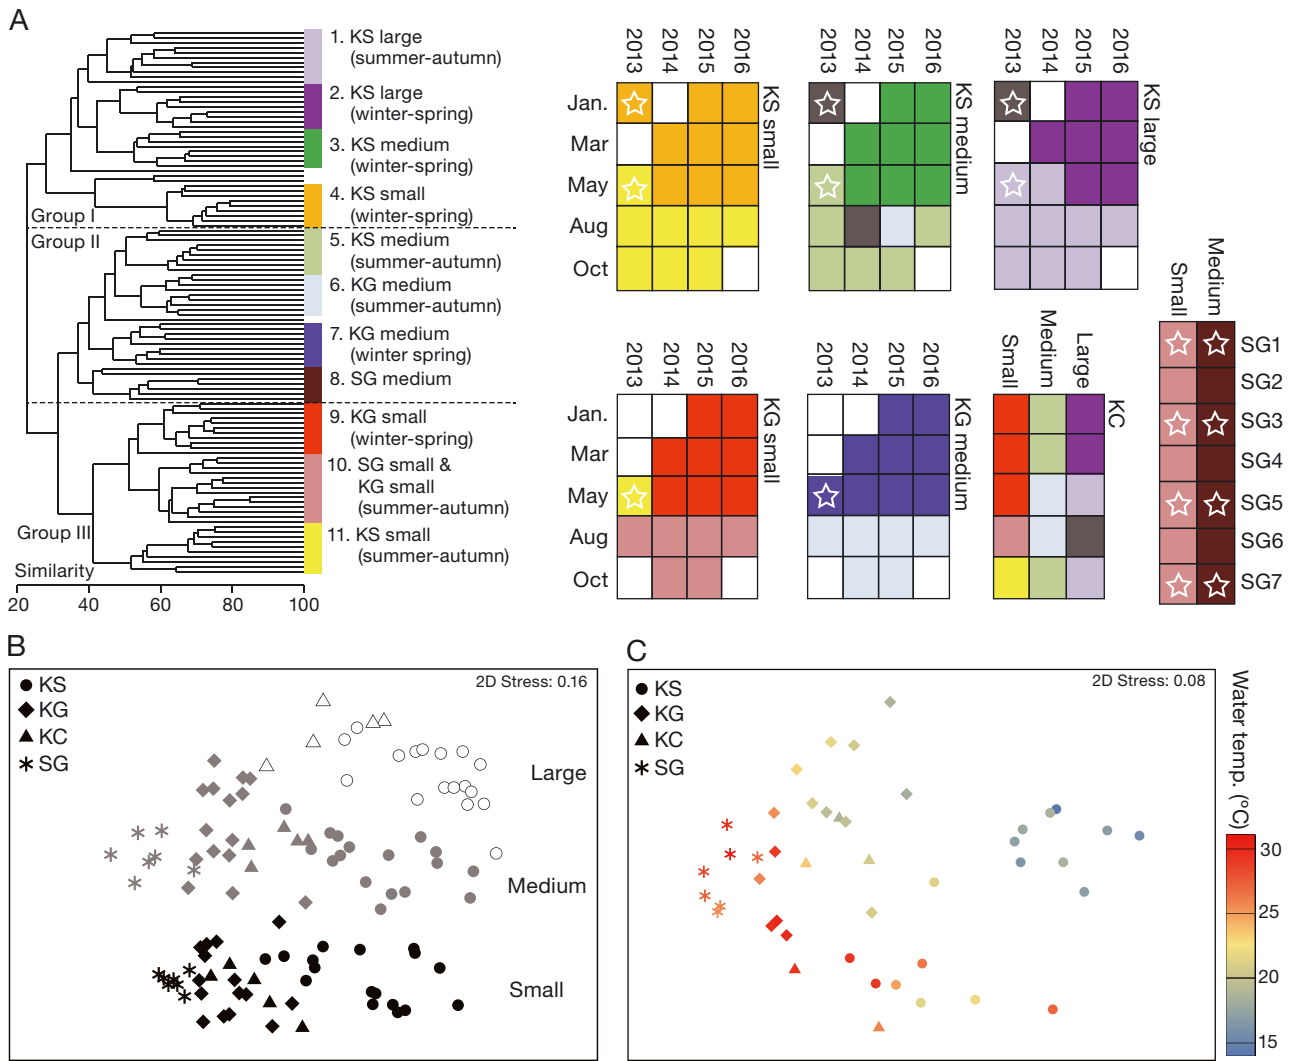 A
1. KS large
(summer-autumn)
2. KS large
(winter-spring)
3. KS medium
(winter-spring)
4. KS small
(winter-spring)
Group I
Group II
5. KS medium
(summer-autumn)
6. KG medium
(summer-autumn)
7. KG medium
(winter spring)
8. SG medium
9. KG small
(winter-spring)
10. SG small &
KG small
(summer-autumn)
Group III
11. KS small
(summer-autumn)
Similarity
20 40 60 80 100
2013 2014 2015 2016
KS small
Jan.
Mar
May
Aug
Oct
2013 2014 2015 2016
KS medium
2013 2014 2015 2016
KS large
2013 2014 2015 2016
KG small
Jan.
Mar
May
Aug
Oct
2013 2014 2015 2016
KG medium
Small Medium Large
KC
Small Medium
SG1
SG2
SG3
SG4
SG5
SG6
SG7
B
KS
KG
KC
SG
2D Stress: 0.16
Large
Medium
Small
C
KS
KG
KC
SG
2D Stress: 0.08
Water temp. (°C)
30
25
20
15